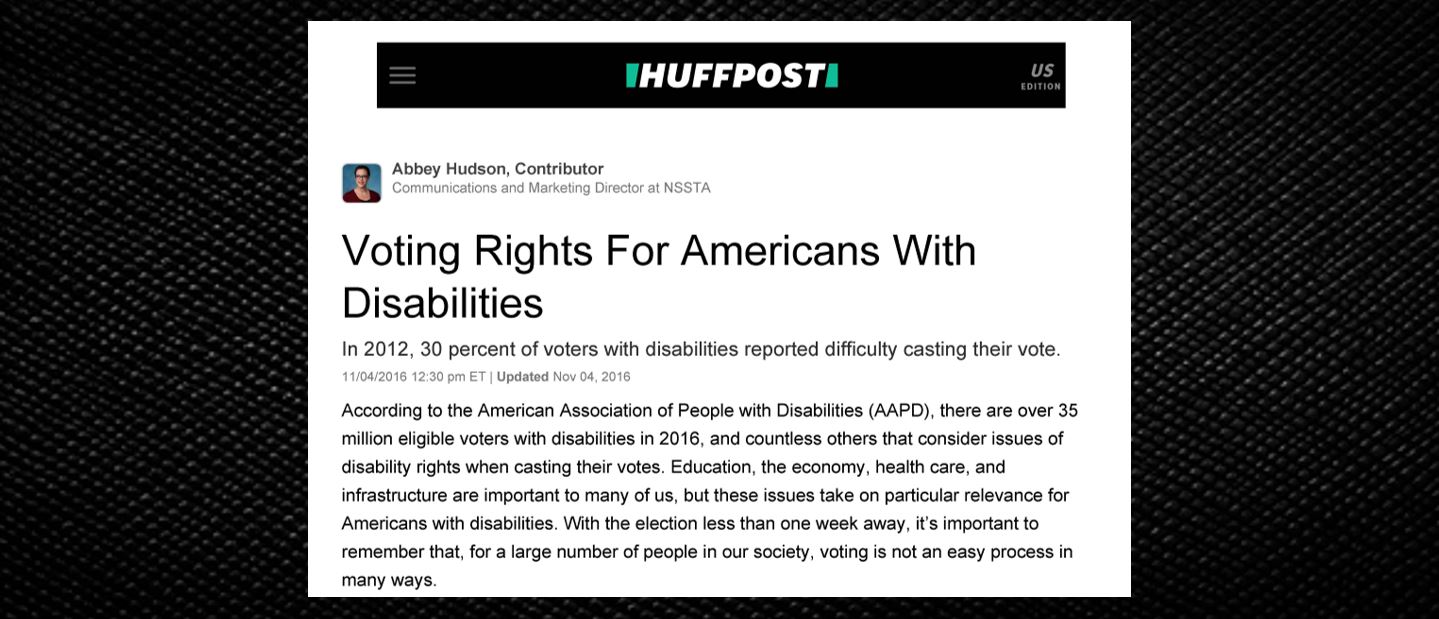 HUFFPOST
US
EDITION
Abbey Hudson, Contributor
Communications and Marketing Director at NSSTA
Voting Rights For Americans With
Disabilities
In 2012, 30 percent of voters with disabilities reported difficulty casting their vote.
11/04/2016 12:30 pm ET | Updated Nov 04, 2016
According to the American Association of People with Disabilities (AAPD), there are over 35
million eligible voters with disabilities in 2016, and countless others that consider issues of
disability rights when casting their votes. Education, the economy, health care, and
infrastructure are important to many of us, but these issues take on particular relevance for
Americans with disabilities. With the election less than one week away, it’s important to
remember that, for a large number of people in our society, voting is not an easy process in
many ways.